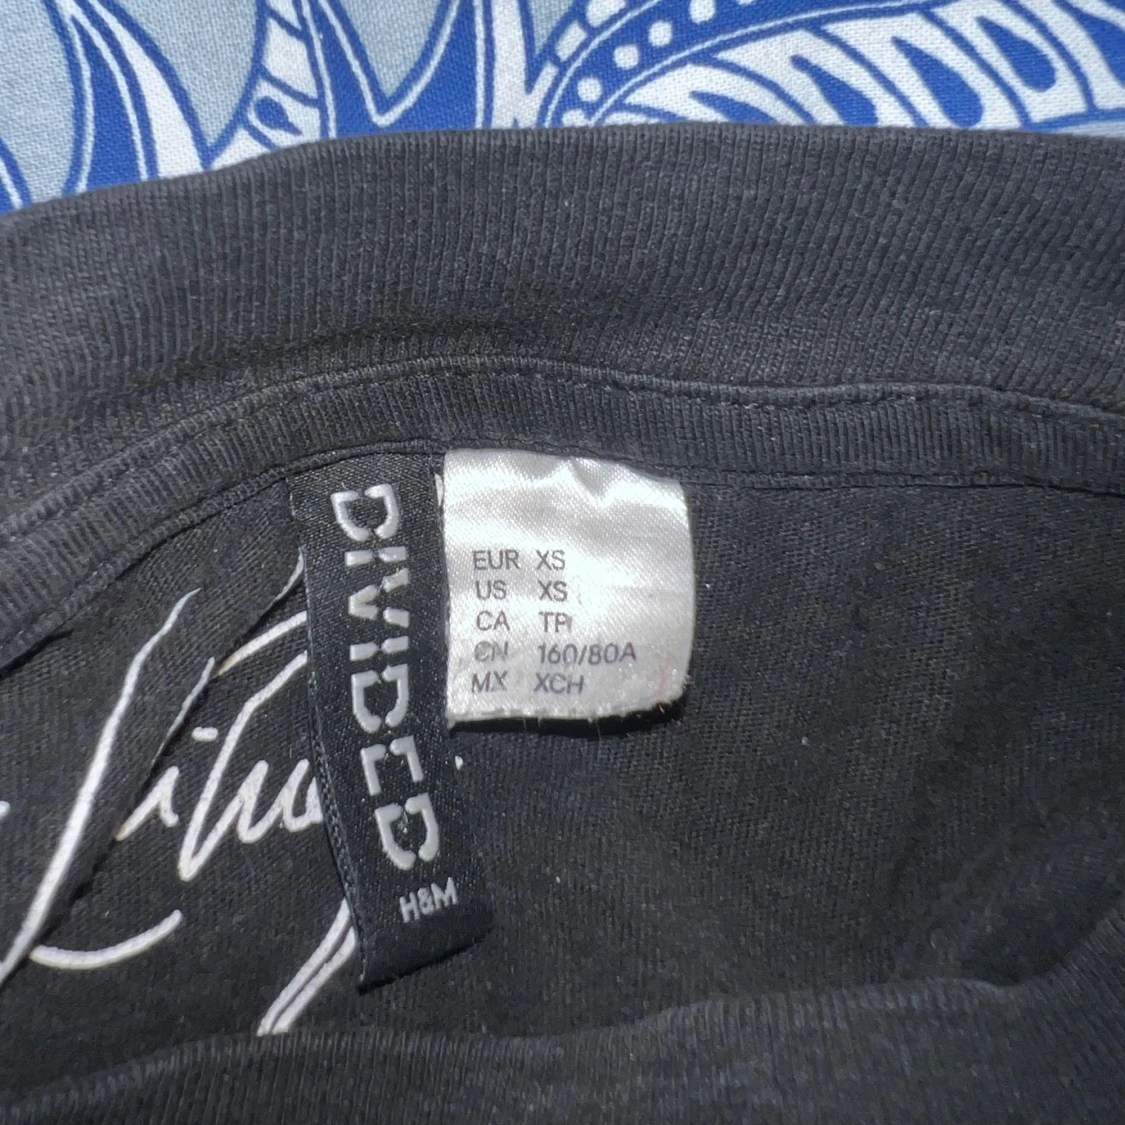 DIVIDED
H&M
EUR XS
US XS
CA TP
CN 160/80A
MX XCH